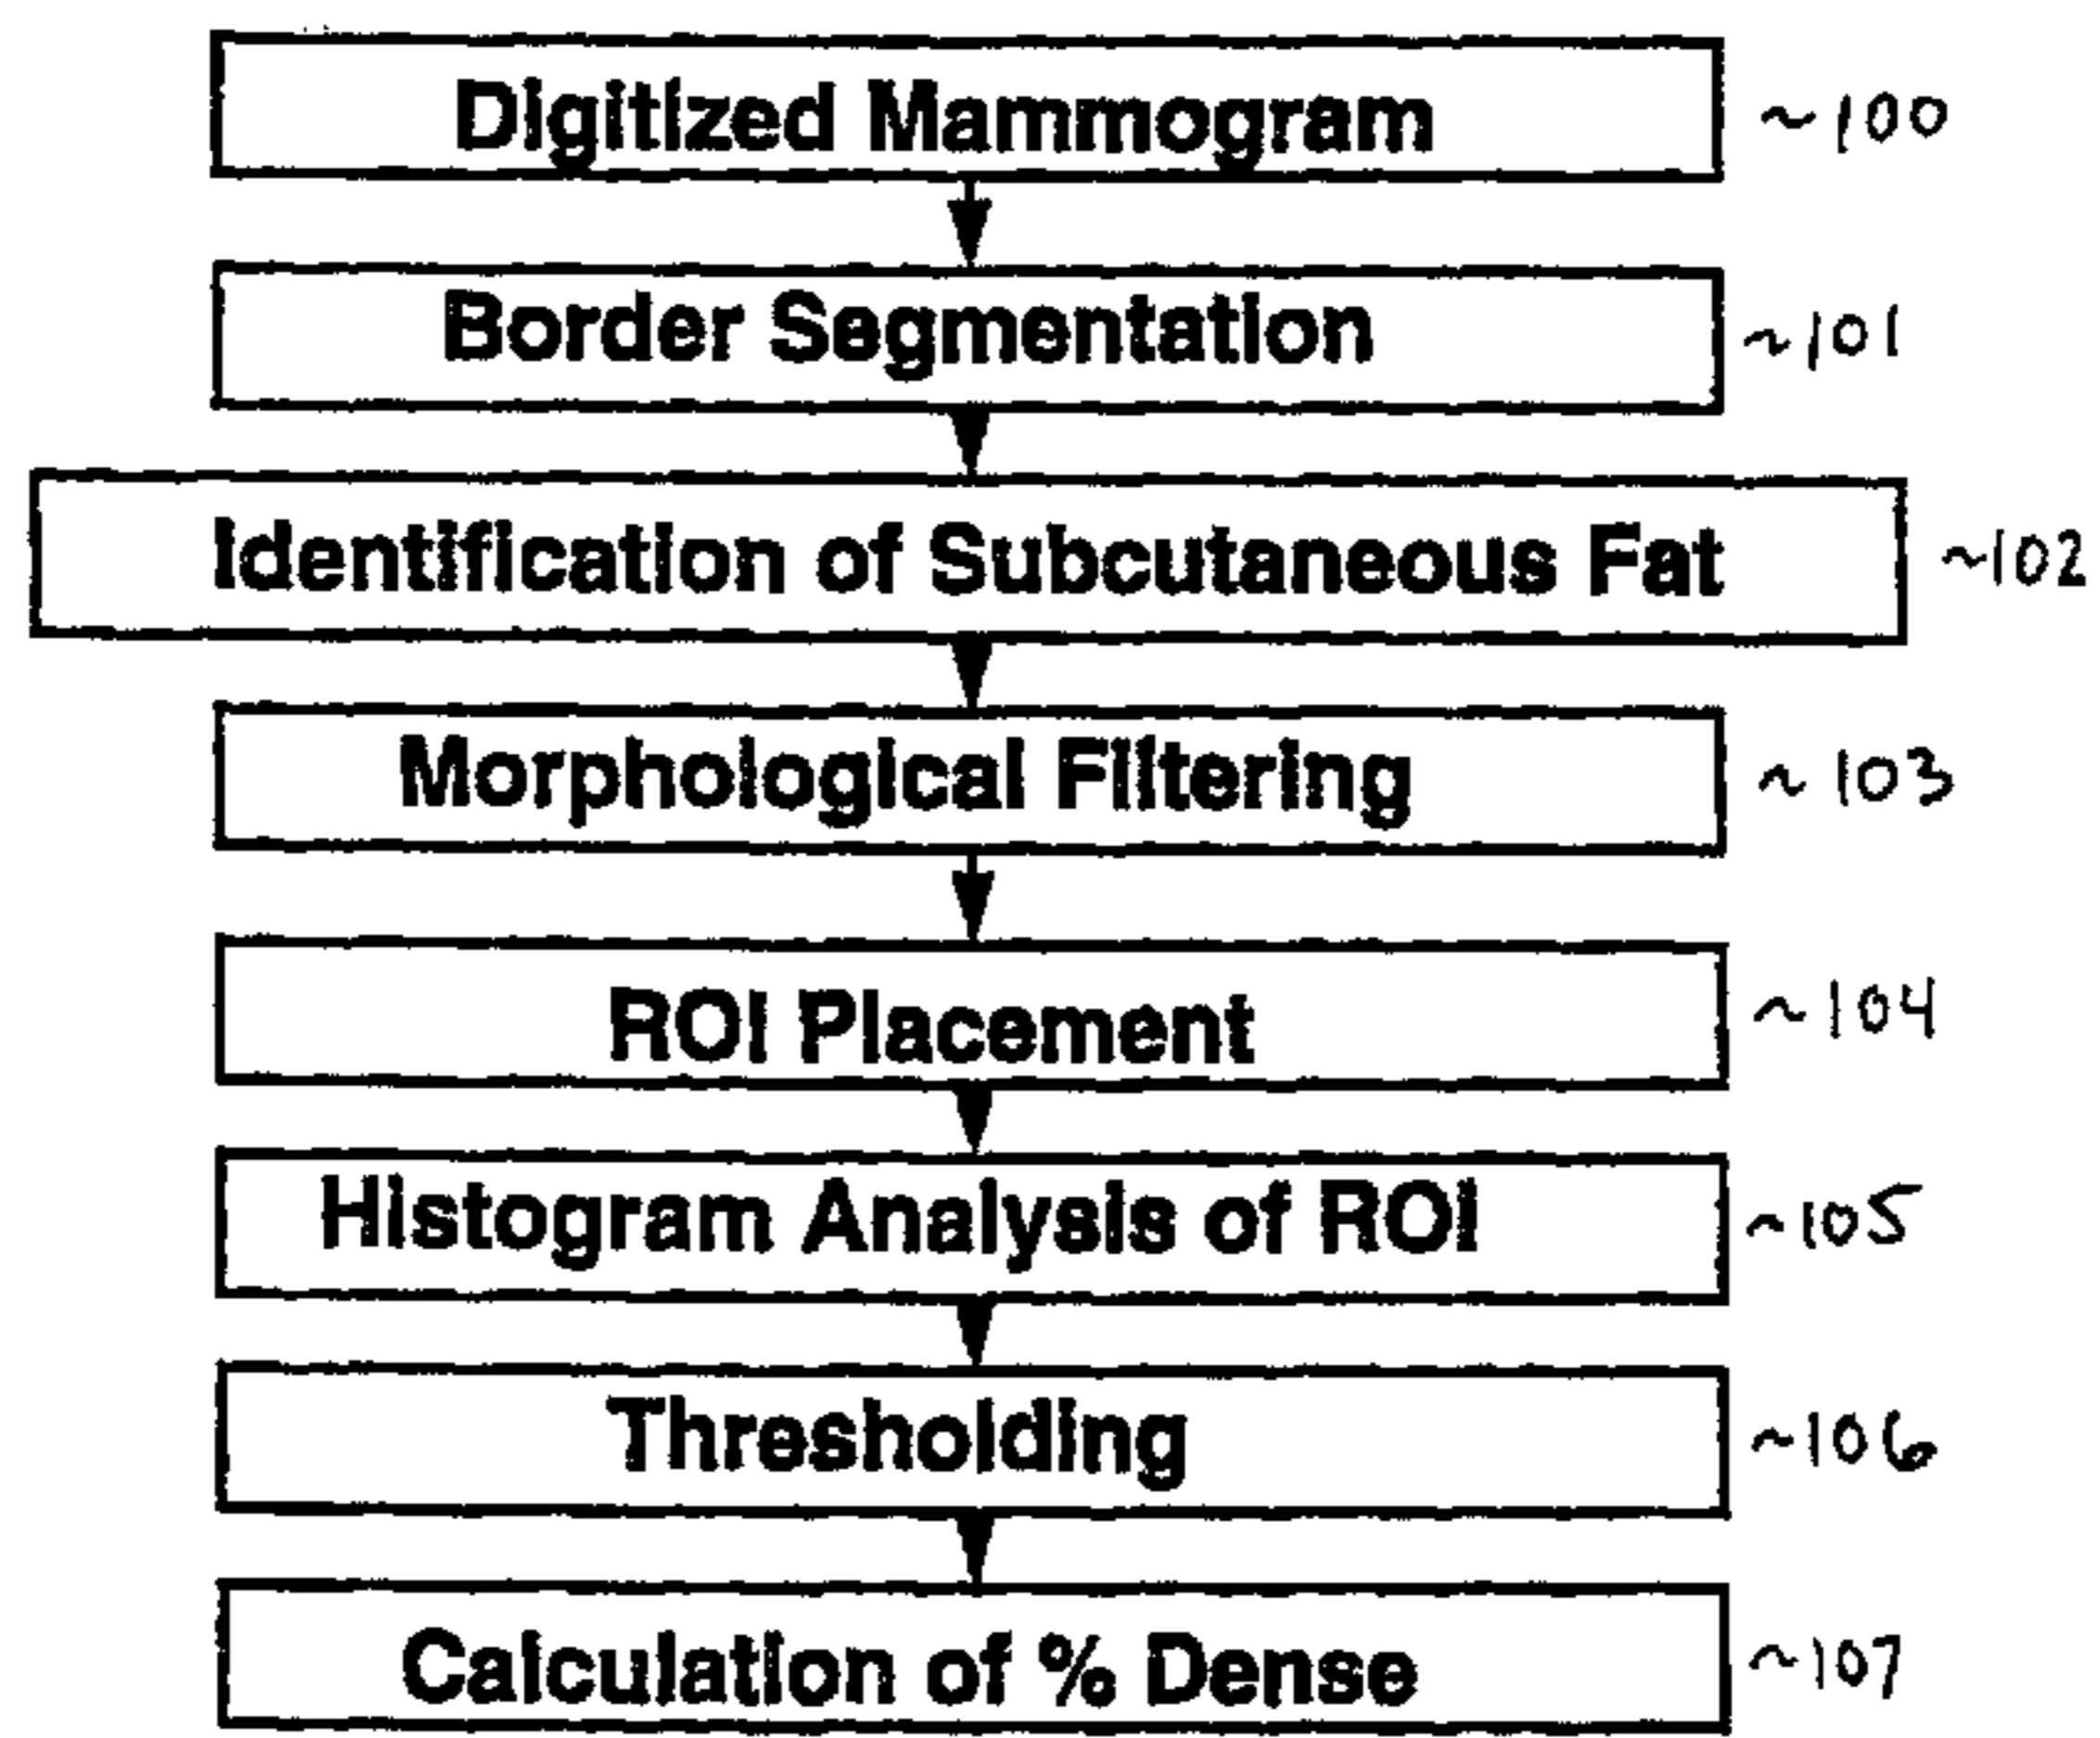 Digitized Mammogram ~100
Border Segmentation ~101
Identification of Subcutaneous Fat ~102
Morphological Filtering ~103
ROI Placement ~104
Histogram Analysis of ROI ~105
Thresholding ~106
Calculation of % Dense ~107